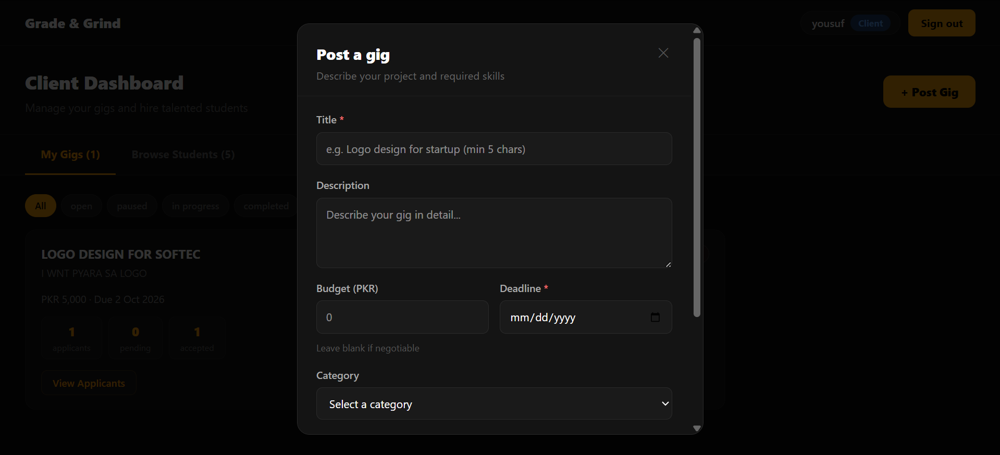 Grade & Grind
yousuf Client Sign out
Client Dashboard
Manage your gigs and hire talented students
+ Post Gig
My Gigs (1) Browse Students (5)
All open paused in progress completed
LOGO DESIGN FOR SOFTEC
I WNT PYARA SA LOGO
PKR 5,000 · Due 2 Oct 2026
1 0 1
applicants pending accepted
View Applicants
Post a gig
Describe your project and required skills
Title *
e.g. Logo design for startup (min 5 chars)
Description
Describe your gig in detail...
Budget (PKR) Deadline *
0 mm/dd/yyyy
Leave blank if negotiable
Category
Select a category